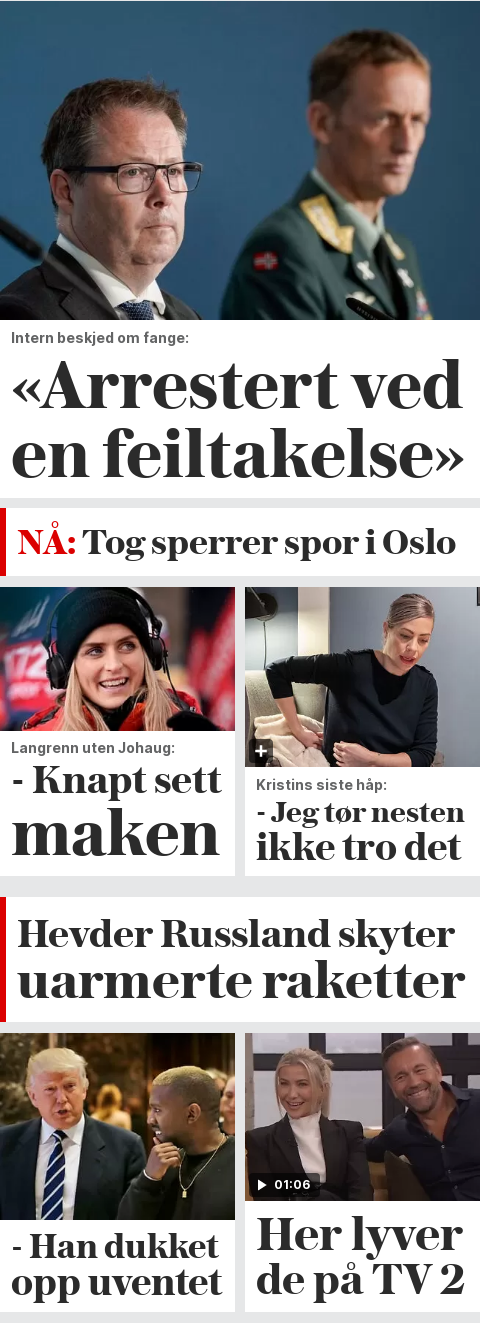 Intern beskjed om fange:
«Arrestert ved
en feiltakelse»
NÅ: Tog sperrer spor i Oslo
Langrenn uten Johaug:
- Knapt sett
maken
Kristins siste håp:
- Jeg tør nesten
ikke tro det
Hevder Russland skyter
uarmerte raketter
- Han dukket
opp uventet
01:06
Her lyver
de på TV 2